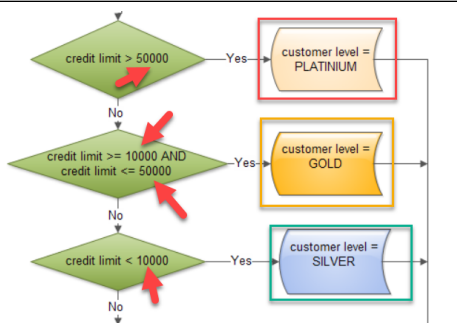 credit limit > 50000
Yes
customer level =
PLATINIUM
No
credit limit >= 10000 AND
credit limit <= 50000
Yes
customer level =
GOLD
No
credit limit < 10000
Yes
customer level =
SILVER
No